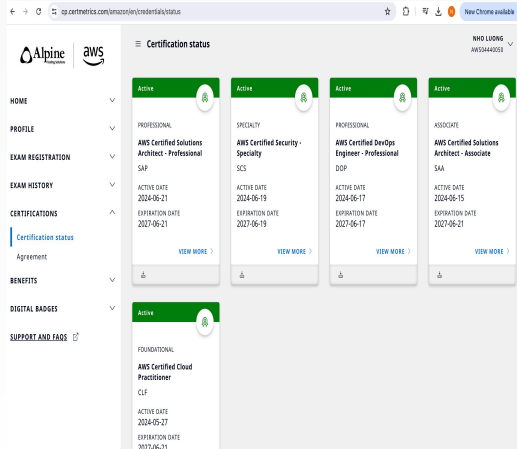 cp.certmetrics.com/amazon/en/credentials/status
New Chrome available
Alpine
aws
Certification status
NHO LUONG
AWS04440050
HOME
PROFILE
EXAM REGISTRATION
EXAM HISTORY
CERTIFICATIONS
Certification status
Agreement
BENEFITS
DIGITAL BADGES
SUPPORT AND FAQS
Active
PROFESSIONAL
AWS Certified Solutions
Architect - Professional
SAP
ACTIVE DATE
2024-06-21
EXPIRATION DATE
2027-06-21
VIEW MORE
Active
SPECIALTY
AWS Certified Security -
Specialty
SCS
ACTIVE DATE
2024-06-19
EXPIRATION DATE
2027-06-19
VIEW MORE
Active
PROFESSIONAL
AWS Certified DevOps
Engineer - Professional
DOP
ACTIVE DATE
2024-06-17
EXPIRATION DATE
2027-06-17
VIEW MORE
Active
ASSOCIATE
AWS Certified Solutions
Architect - Associate
SAA
ACTIVE DATE
2024-06-15
EXPIRATION DATE
2027-06-21
VIEW MORE
Active
FOUNDATIONAL
AWS Certified Cloud
Practitioner
CLF
ACTIVE DATE
2024-05-27
EXPIRATION DATE
2027-06-21